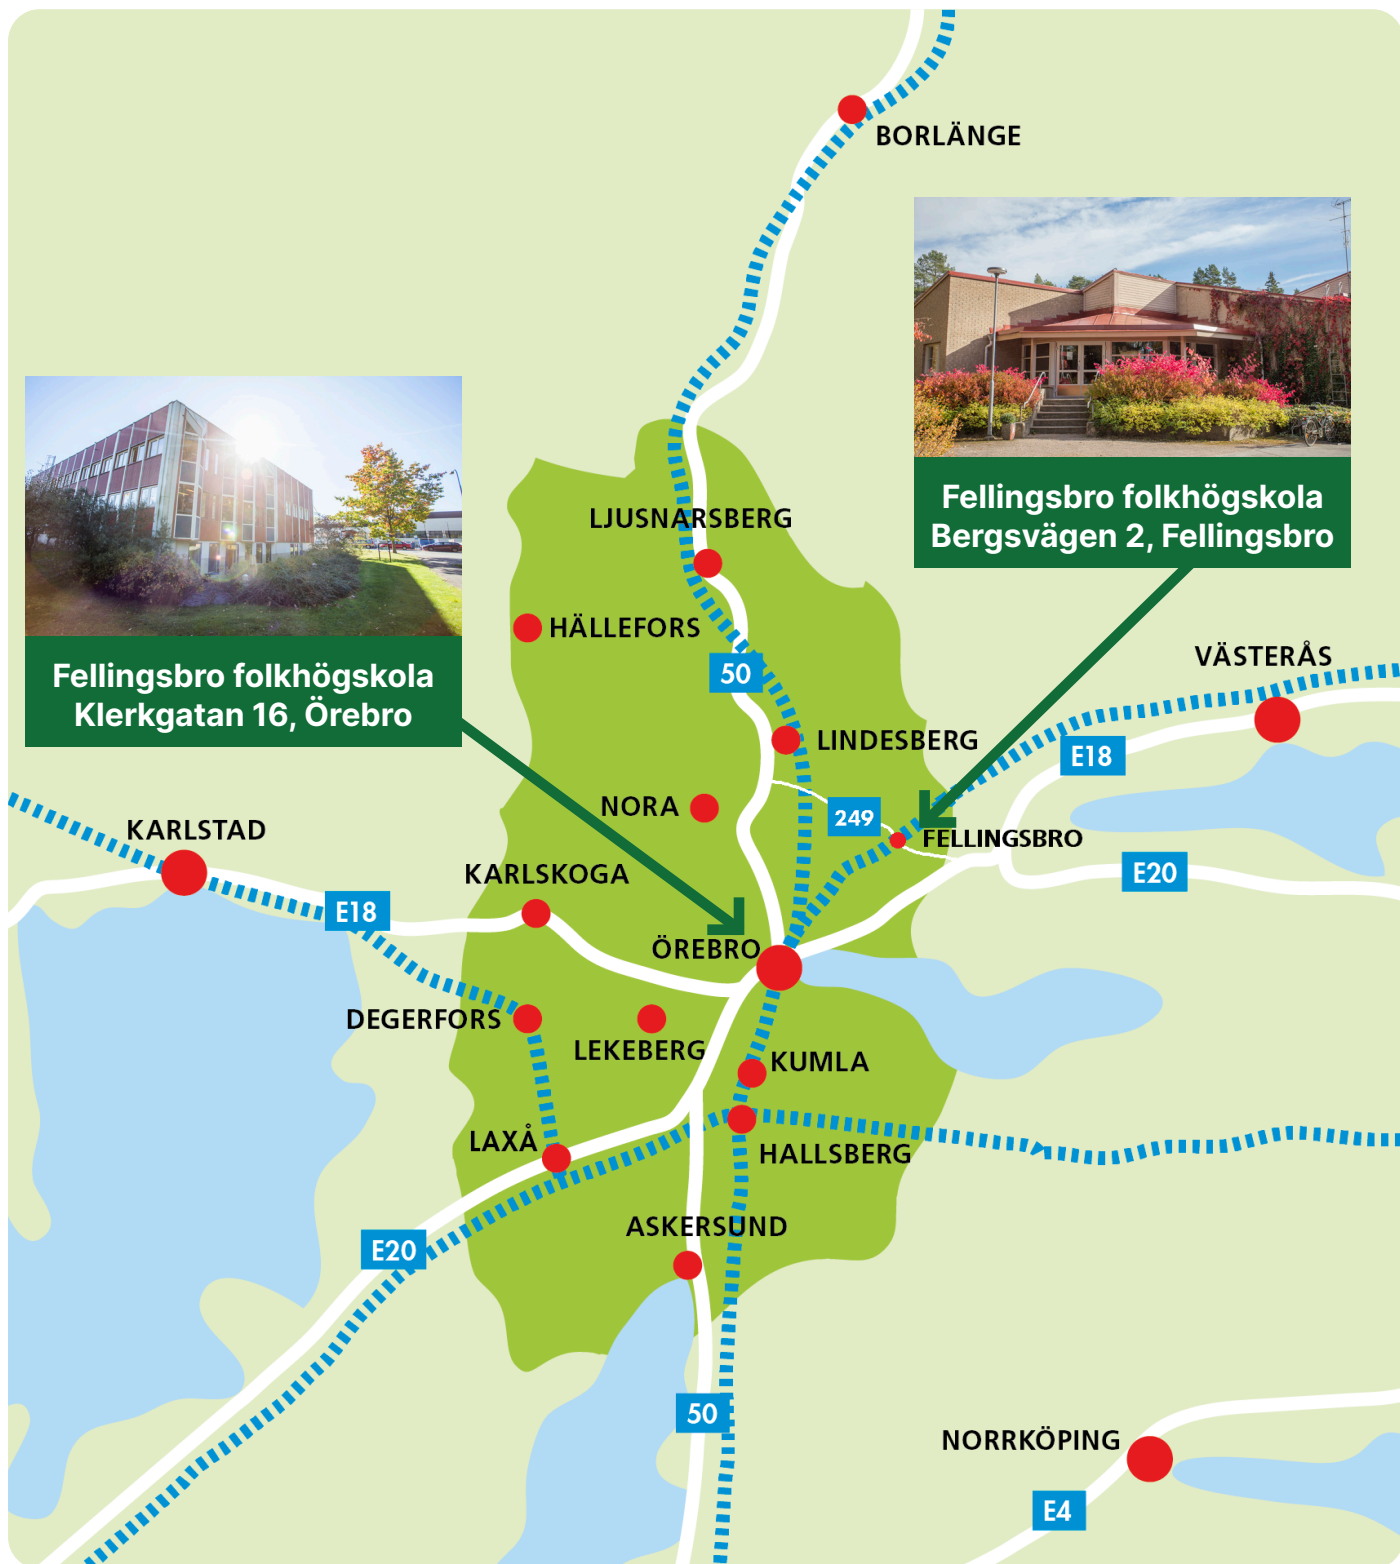 BORLÄNGE
Fellingsbro folkhögskola
Bergsvägen 2, Fellingsbro
LJUSNARSBERG
HÄLLEFORS
VÄSTERÅS
50
Fellingsbro folkhögskola
Klerkgatan 16, Örebro
LINDESBERG
E18
NORA
249
KARLSTAD
FELLINGSBRO
KARLSKOGA
E20
E18
ÖREBRO
DEGERFORS
LEKEBERG
KUMLA
LAXÅ
HALLSBERG
ASKERSUND
E20
50
NORRKÖPING
E4